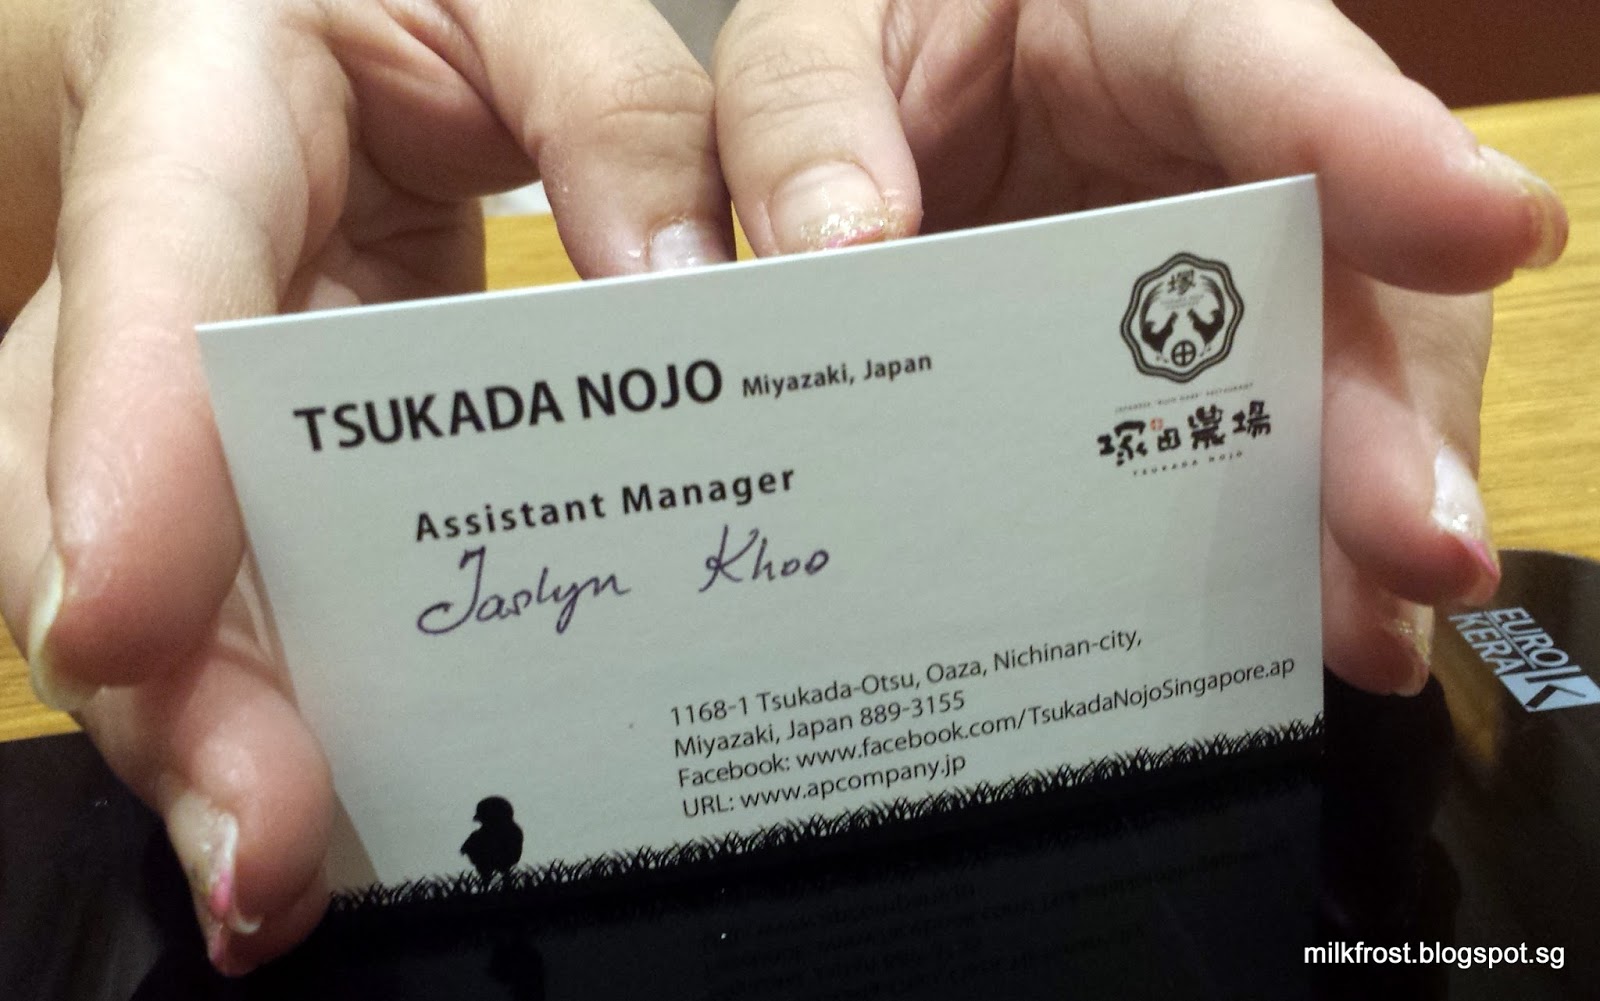 TSUKADA NOJO Miyazaki, Japan
塚
塚田農場
TSUKADA NOJO
Assistant Manager
Jaslyn Khoo
1168-1 Tsukada-Otsu, Oaza, Nichinan-city,
Miyazaki, Japan 889-3155
Facebook: www.facebook.com/TsukadaNojoSingapore.ap
URL: www.apcompany.jp
EURO
KERA
milkfrost.blogspot.sg